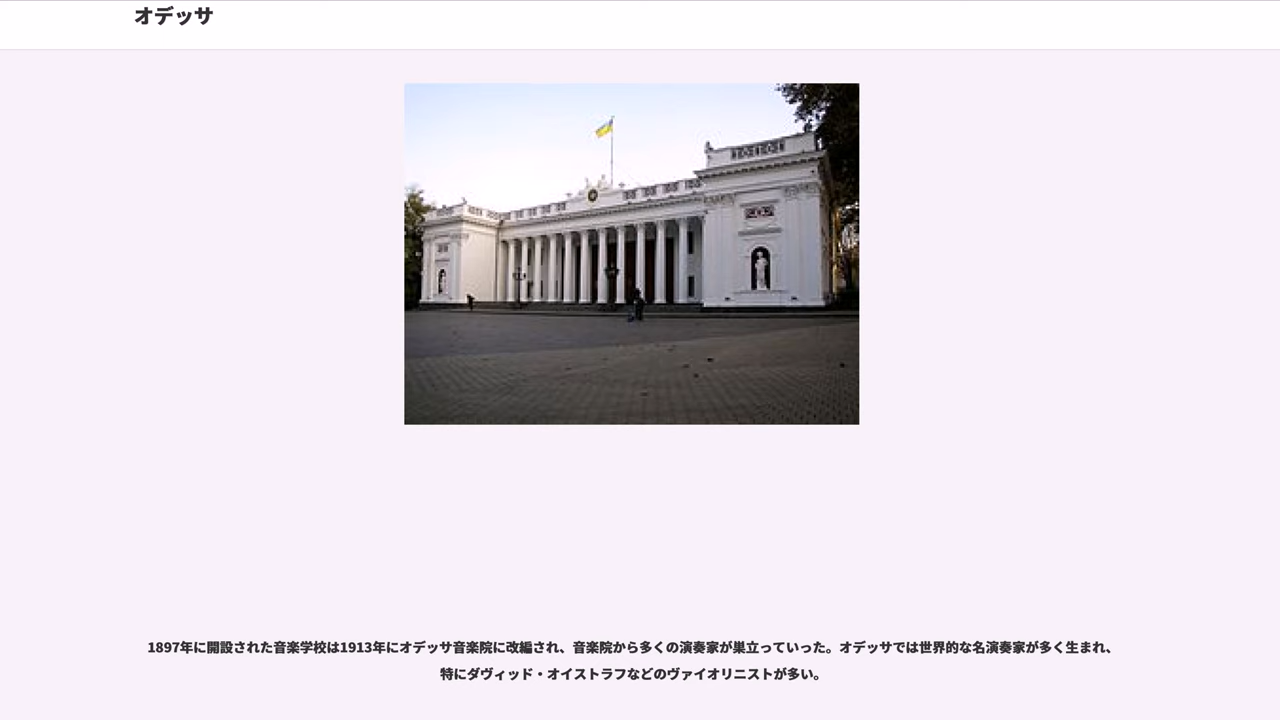 オデッサ
1897年に開設された音楽学校は1913年にオデッサ音楽院に改編され、音楽院から多くの演奏家が巣立っていった。オデッサでは世界的な名演奏家が多く生まれ、
特にダヴィッド・オイストラフなどのヴァイオリニストが多い。